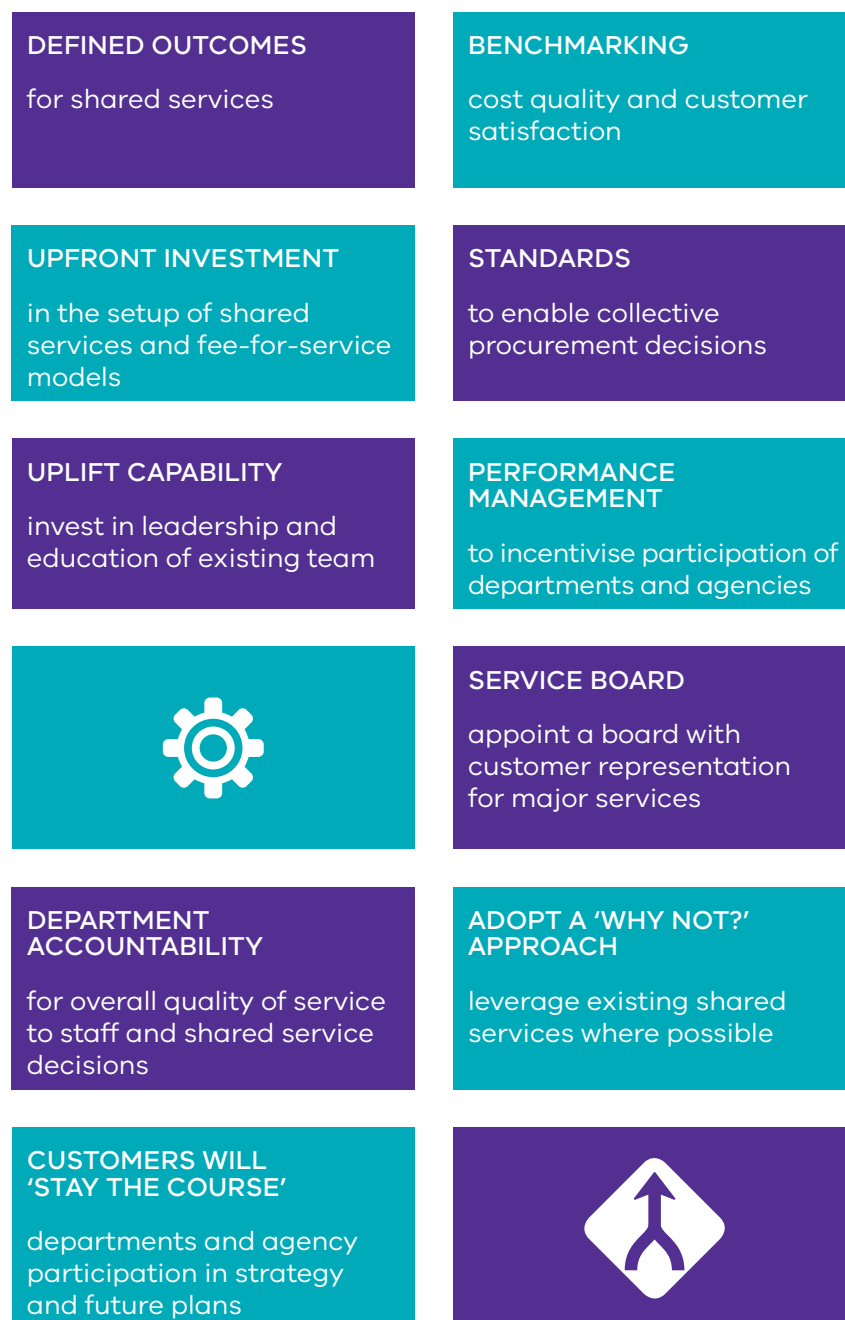 DEFINED OUTCOMES
for shared services
BENCHMARKING
cost quality and customer
satisfaction
UPFRONT INVESTMENT
in the setup of shared
services and fee-for-service
models
STANDARDS
to enable collective
procurement decisions
UPLIFT CAPABILITY
invest in leadership and
education of existing team
PERFORMANCE
MANAGEMENT
to incentivise participation of
departments and agencies
SERVICE BOARD
appoint a board with
customer representation
for major services
DEPARTMENT
ACCOUNTABILITY
for overall quality of service
to staff and shared service
decisions
ADOPT A ‘WHY NOT?’
APPROACH
leverage existing shared
services where possible
CUSTOMERS WILL
‘STAY THE COURSE’
departments and agency
participation in strategy
and future plans